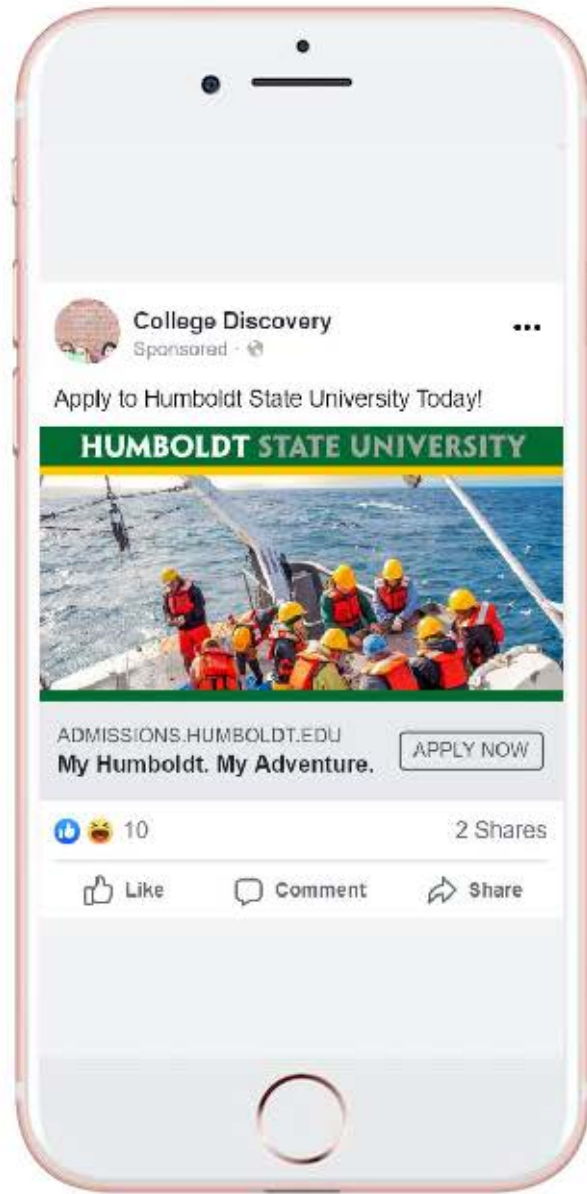 College Discovery
Sponsored ·
Apply to Humboldt State University Today!
HUMBOLDT STATE UNIVERSITY
ADMISSIONS.HUMBOLDT.EDU
My Humboldt. My Adventure.
APPLY NOW
10
2 Shares
Like
Comment
Share